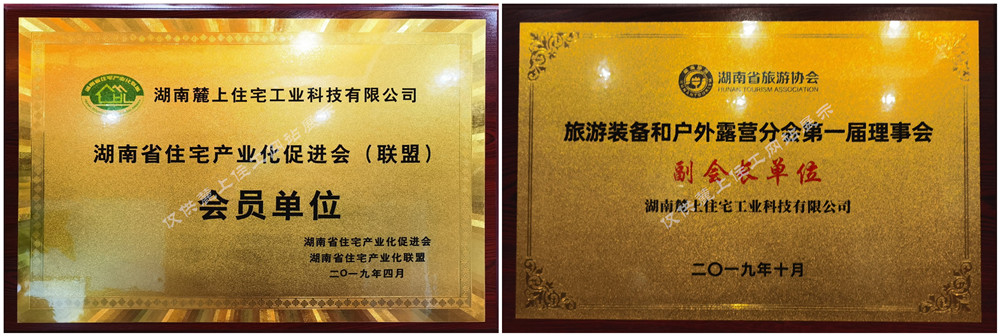 湖南麓上住宅工业科技有限公司
湖南省住宅产业化促进会（联盟）
会员单位
湖南省住宅产业化促进会
湖南省住宅产业化联盟
二〇一九年四月
湖南省旅游协会
HUNAN TOURISM ASSOCIATION
旅游装备和户外露营分会第一届理事会
副会长单位
湖南麓上住宅工业科技有限公司
二〇一九年十月
仅供麓上住工网站展示
仅供麓上住工网站展示